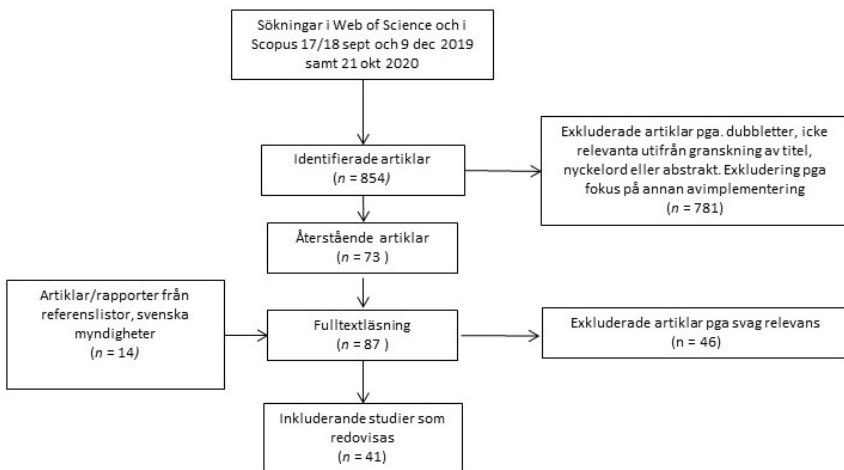 Sökningar i Web of Science och i
Scopus 17/18 sept och 9 dec 2019
samt 21 okt 2020
Identifierade artiklar
(n = 854)
Exkluderade artiklar pga. dubbletter, icke
relevanta utifrån granskning av titel,
nyckelord eller abstrakt. Exkludering pga
fokus på annan avimplementering
(n = 781)
Återstående artiklar
(n = 73 )
Artiklar/rapporter från
referenslistor, svenska
myndigheter
(n = 14)
Fulltextläsning
(n = 87 )
Exkluderade artiklar pga svag relevans
(n = 46)
Inkluderande studier som
redovisas
(n = 41)